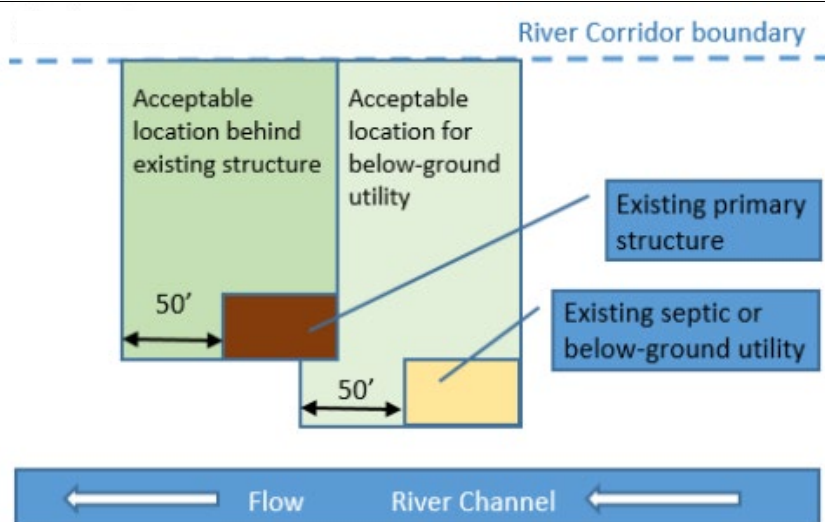 River Corridor boundary
Acceptable
location behind
existing structure
Acceptable
location for
below-ground
utility
Existing primary
structure
50’
Existing septic or
below-ground utility
50’
Flow
River Channel